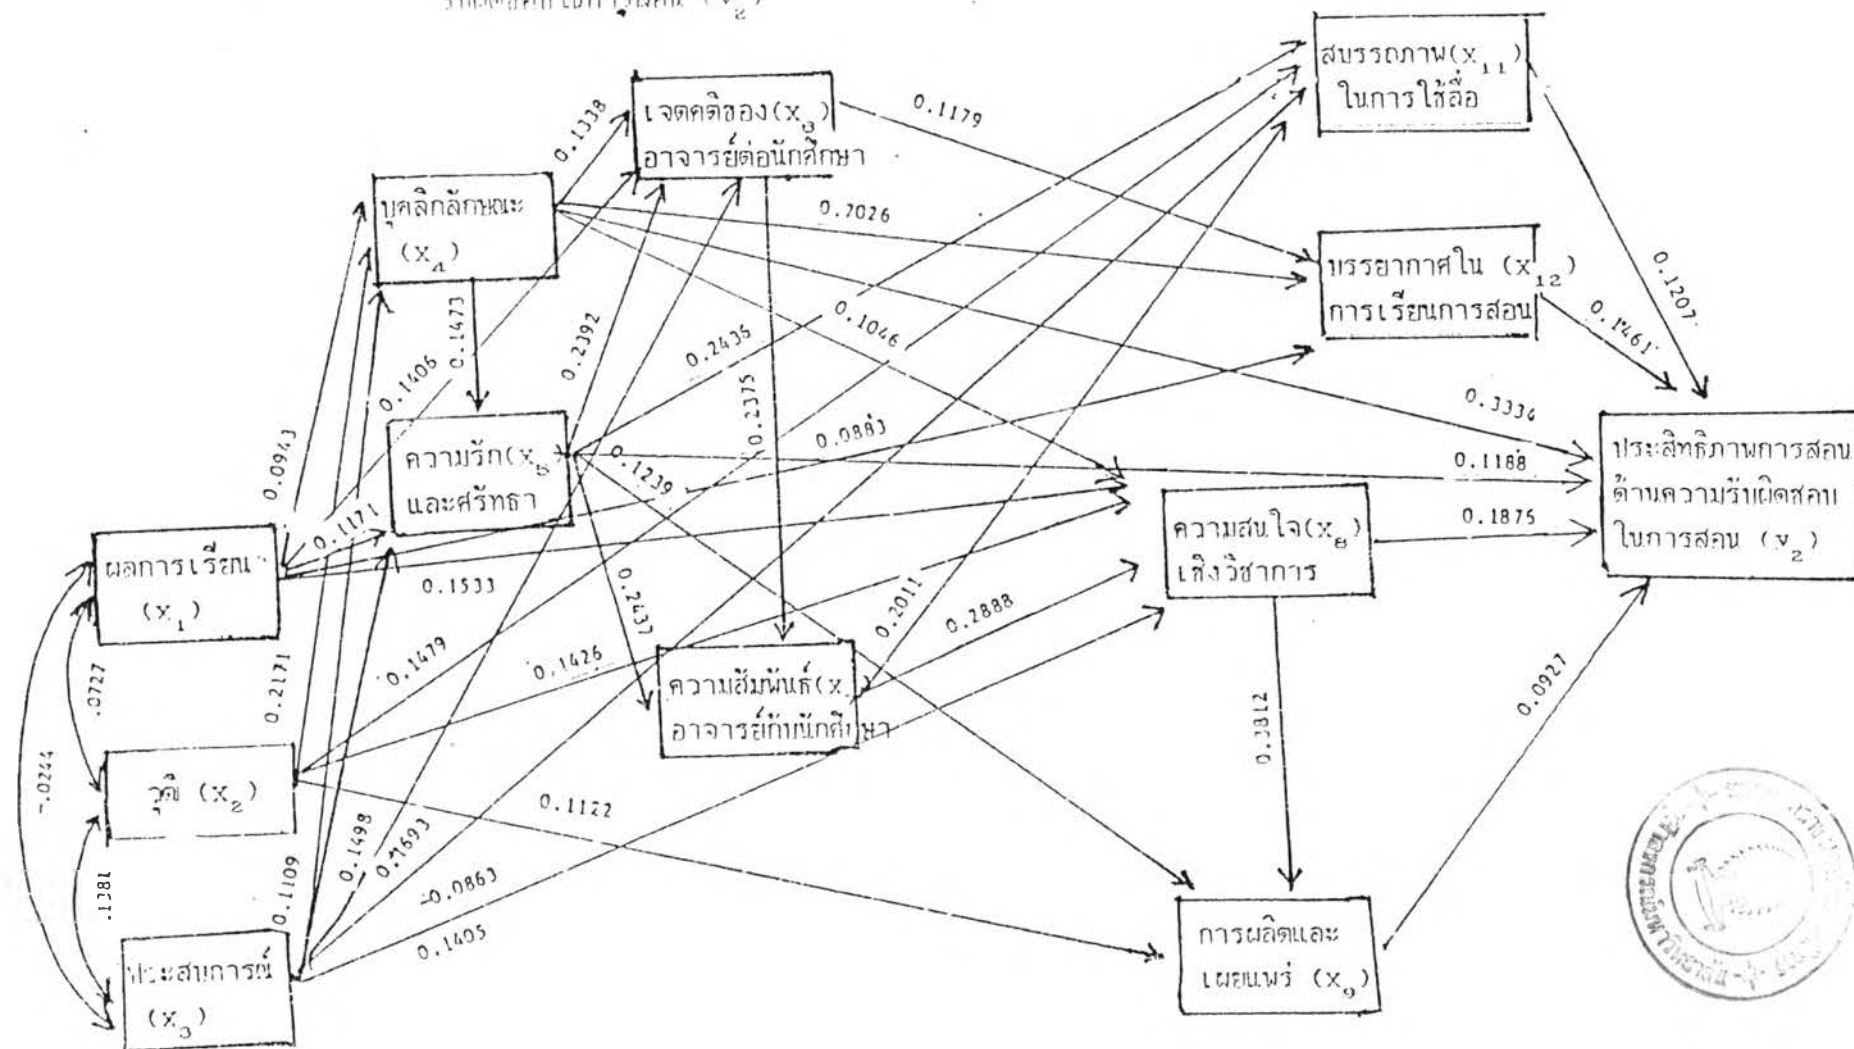 0.1338
เจตคติของ(x
อาจารย์ต่อนักศึกษา
0.1179
สมรรถภาพ(x11)
ในการใช้สื่อ
บุคลิกลักษณะ
(x4)
0.7026
บรรยากาศใน (x12)
การเรียนการสอน
0.1207
0.1461
0.1473
0.1406
0.2392
0.2435
0.1046
0.2375
0.3334
0.0943
ความรัก(x5
และศรัทธา
0.1239
0.0883
0.1188
ประสิทธิภาพการสอน
ด้านความรับผิดชอบ
ในการสอน (y2)
0.1171
ผลการเรียน
(x1)
0.1533
ความสนใจ(x8)
เชิงวิชาการ
0.1875
0.2437
0.2011
0.2888
.0727
0.2171
0.1479
0.1426
ความสัมพันธ์(x
อาจารย์กับนักศึกษา
0.3812
0.0927
-.0244
วุฒิ (x2)
0.1122
.1381
0.1109
0.1498
0.1693
-0.0863
0.1405
ประสบการณ์
(x3)
การผลิตและ
เผยแพร่ (x9)